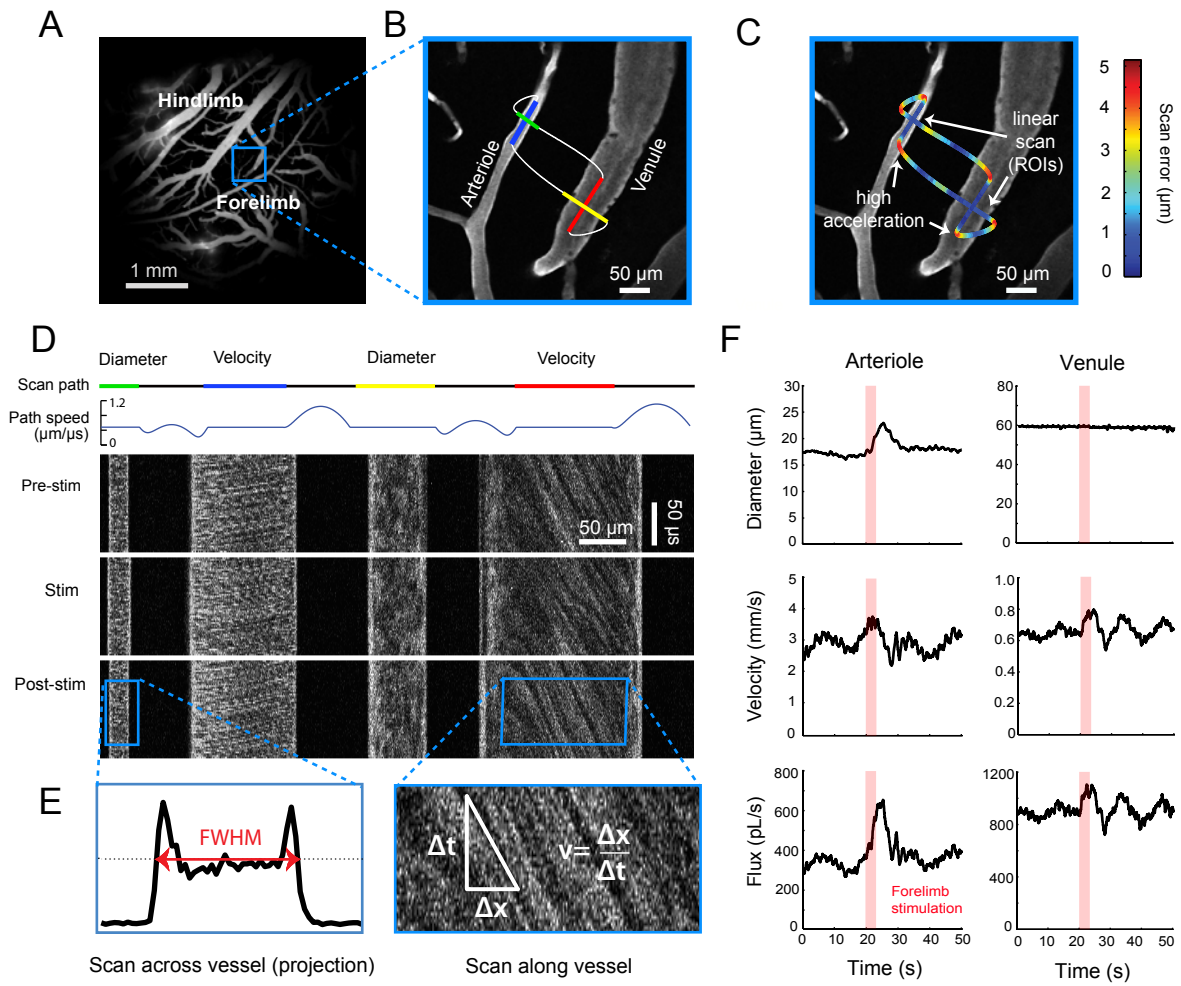 A
Hindlimb
Forelimb
1 mm
B
Arteriole
Venule
50 µm
C
linear
scan
(ROIs)
high
acceleration
50 µm
5
4
3
2
1
0
Scan error (µm)
D
Diameter
Velocity
Diameter
Velocity
Scan path
Path speed
(µm/µs)
1.2
0
Pre-stim
50 µm
50 µs
Stim
Post-stim
E
FWHM
Scan across vessel (projection)
Δt
Δx
v=Δx/Δt
Scan along vessel
F
Arteriole
Venule
Diameter (µm)
30
25
20
15
10
5
0
80
60
40
20
0
Velocity (mm/s)
5
4
3
2
1
0
1.0
0.8
0.6
0.4
0.2
0
Flux (pL/s)
800
600
400
200
0
Forelimb
stimulation
0 10 20 30 40 50
Time (s)
1200
800
400
0
0 10 20 30 40 50
Time (s)